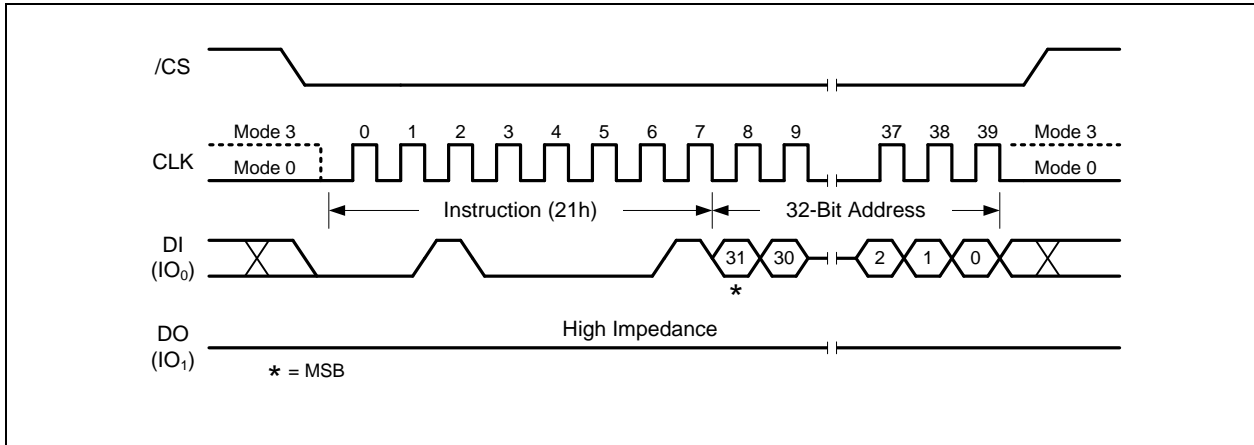 /CS
Mode 3 0 1 2 3 4 5 6 7 8 9 37 38 39 Mode 3
CLK
Mode 0 Mode 0
Instruction (21h) 32-Bit Address
DI
(IO₀)
31 30 2 1 0
*
DO
(IO₁)
High Impedance
* = MSB